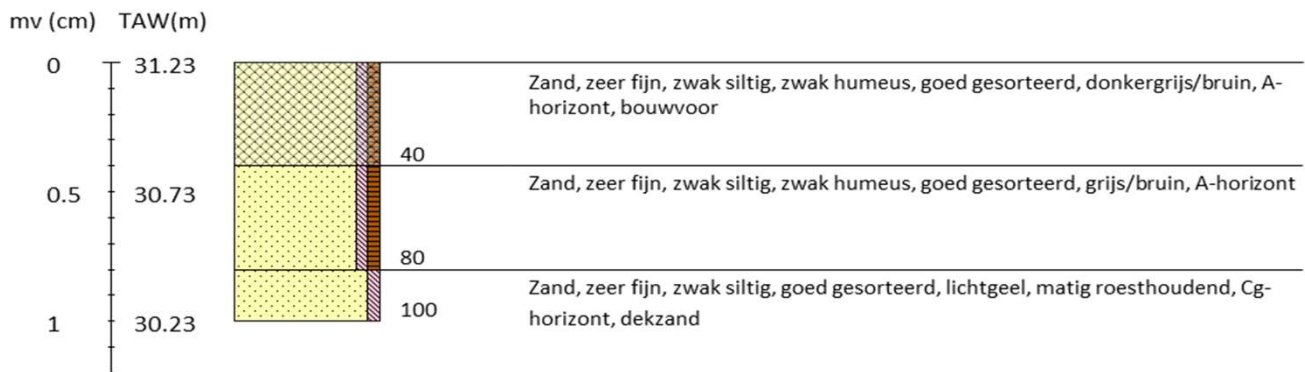 mv (cm) TAW(m)
0 31.23
Zand, zeer fijn, zwak siltig, zwak humeus, goed gesorteerd, donkergrijs/bruin, A-
horizont, bouwvoor
40
0.5 30.73
Zand, zeer fijn, zwak siltig, zwak humeus, goed gesorteerd, grijs/bruin, A-horizont
80
Zand, zeer fijn, zwak siltig, goed gesorteerd, lichtgeel, matig roesthoudend, Cg-
horizont, dekzand
100
1 30.23